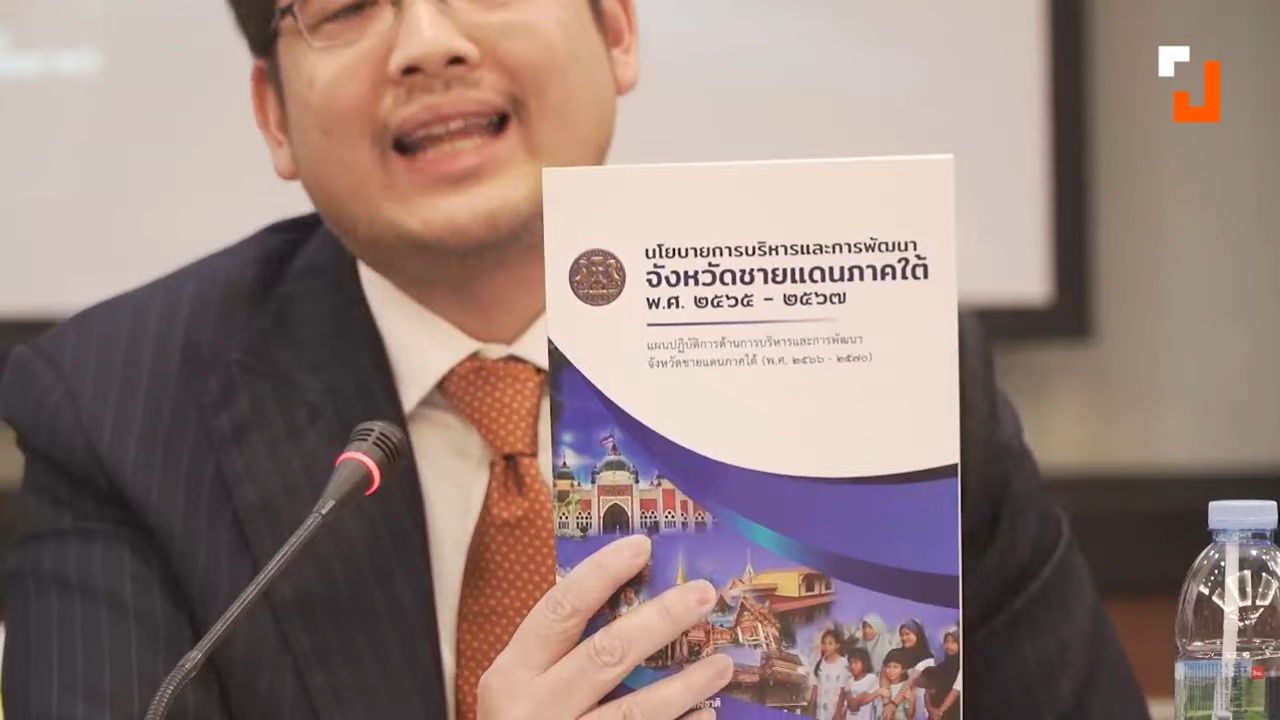 นโยบายการบริหารและการพัฒนา
จังหวัดชายแดนภาคใต้
พ.ศ. ๒๕๖๕ - ๒๕๖๗
แผนปฏิบัติการด้านการบริหารและการพัฒนา
จังหวัดชายแดนภาคใต้ (พ.ศ. ๒๕๖๖ - ๒๕๗๐)